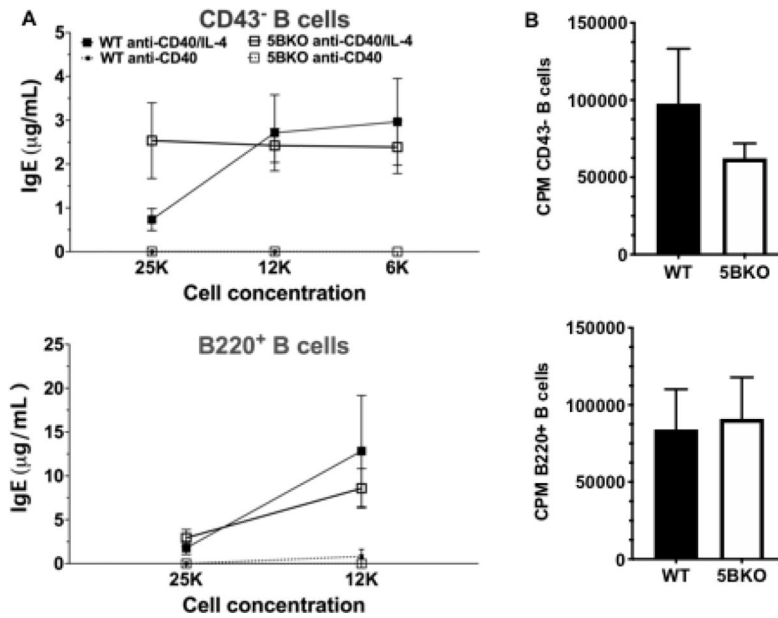 A
CD43- B cells
WT anti-CD40/IL-4
5BKO anti-CD40/IL-4
WT anti-CD40
5BKO anti-CD40
IgE (µg/mL)
5
4
3
2
1
0
25K
12K
6K
Cell concentration
B220+ B cells
IgE (µg/mL )
25
20
15
10
5
0
25K
12K
Cell concentration
B
CPM CD43- B cells
150000
100000
50000
0
WT
5BKO
CPM B220+ B cells
150000
100000
50000
0
WT
5BKO